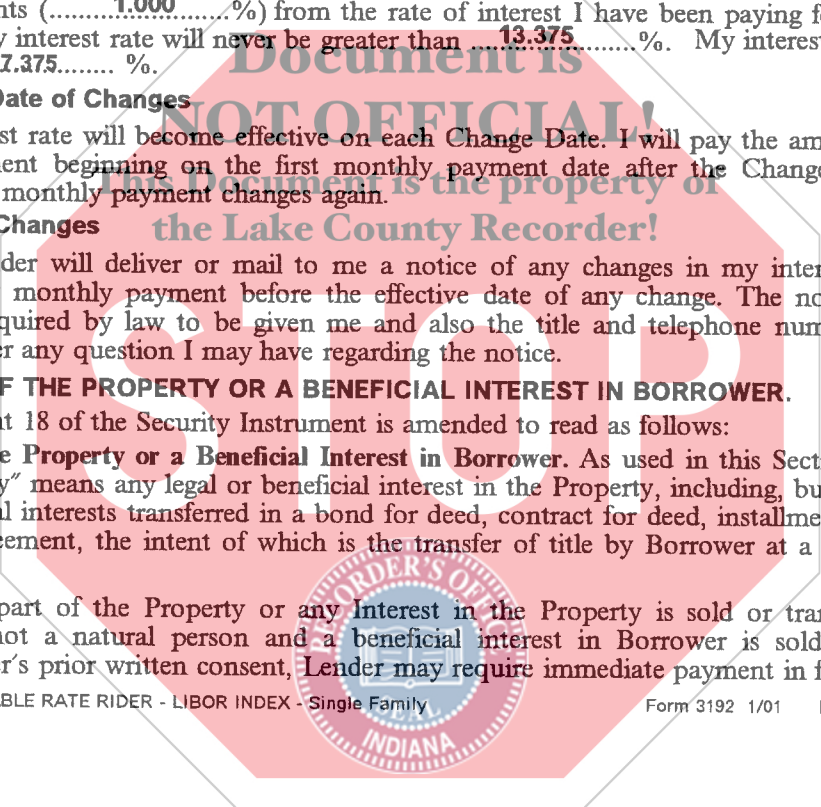 nts (..........1.000............%) from the rate of interest I have been paying f
y interest rate will never be greater than .....13.375..........%. My interes
7.375........ %.
Date of Changes
est rate will become effective on each Change Date. I will pay the am
ent beginning on the first monthly payment date after the Chang
monthly payment changes again.
Changes
der will deliver or mail to me a notice of any changes in my inter
monthly payment before the effective date of any change. The no
quired by law to be given me and also the title and telephone num
r any question I may have regarding the notice.
F THE PROPERTY OR A BENEFICIAL INTEREST IN BORROWER.
nt 18 of the Security Instrument is amended to read as follows:
e Property or a Beneficial Interest in Borrower. As used in this Secti
y" means any legal or beneficial interest in the Property, including, bu
l interests transferred in a bond for deed, contract for deed, installme
eement, the intent of which is the transfer of title by Borrower at a
part of the Property or any Interest in the Property is sold or tran
not a natural person and a beneficial interest in Borrower is sold
r's prior written consent, Lender may require immediate payment in f
BLE RATE RIDER - LIBOR INDEX - Single Family
Form 3192 1/01
Document is
NOT OFFICIAL!
This Document is the property of
the Lake County Recorder!
STOP
RECORDER'S OFFICE
SEAL
INDIANA